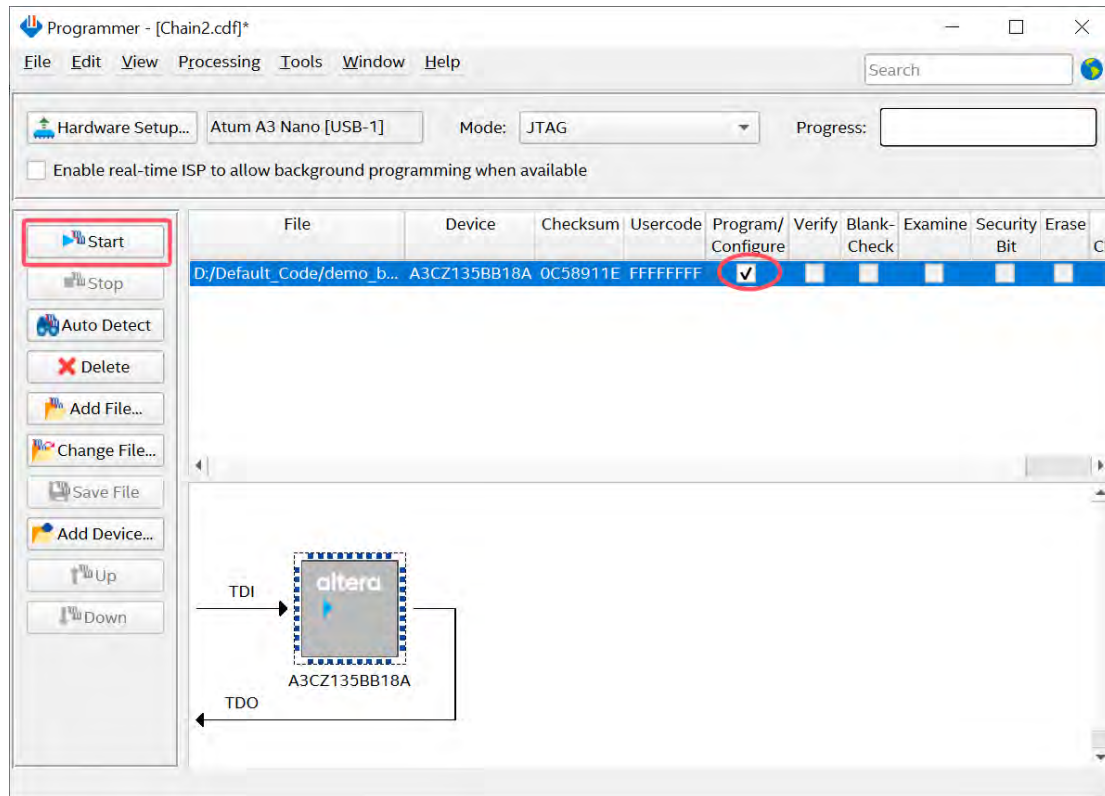 Programmer - [Chain2.cdf]*
File Edit View Processing Tools Window Help
Search
Hardware Setup... Atum A3 Nano [USB-1] Mode: JTAG Progress:
Enable real-time ISP to allow background programming when available
Start
Stop
Auto Detect
Delete
Add File...
Change File...
Save File
Add Device...
Up
Down
File Device Checksum Usercode Program/ Verify Blank- Examine Security Erase
Configure Check Bit C
D:/Default_Code/demo_b... A3CZ135BB18A 0C58911E FFFFFFFF
TDI
altera
A3CZ135BB18A
TDO